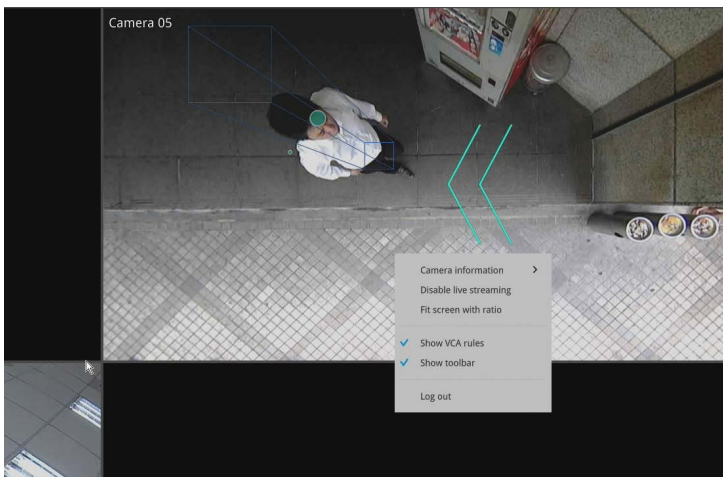 Camera 05
Camera information
Disable live streaming
Fit screen with ratio
Show VCA rules
Show toolbar
Log out